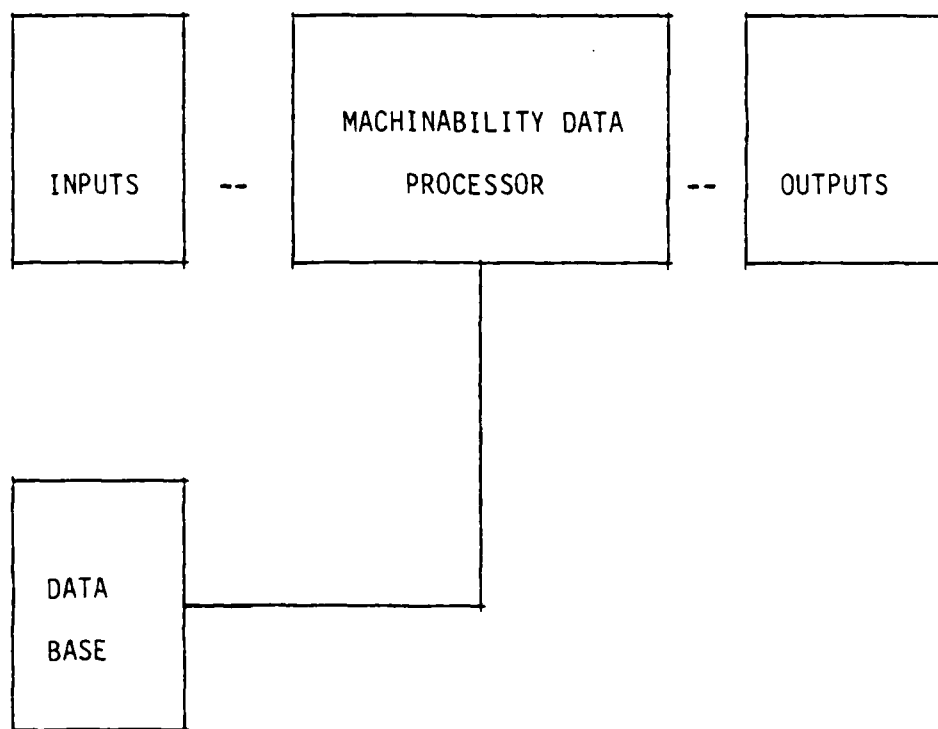 INPUTS
--
MACHINABILITY DATA
PROCESSOR
--
OUTPUTS
DATA
BASE